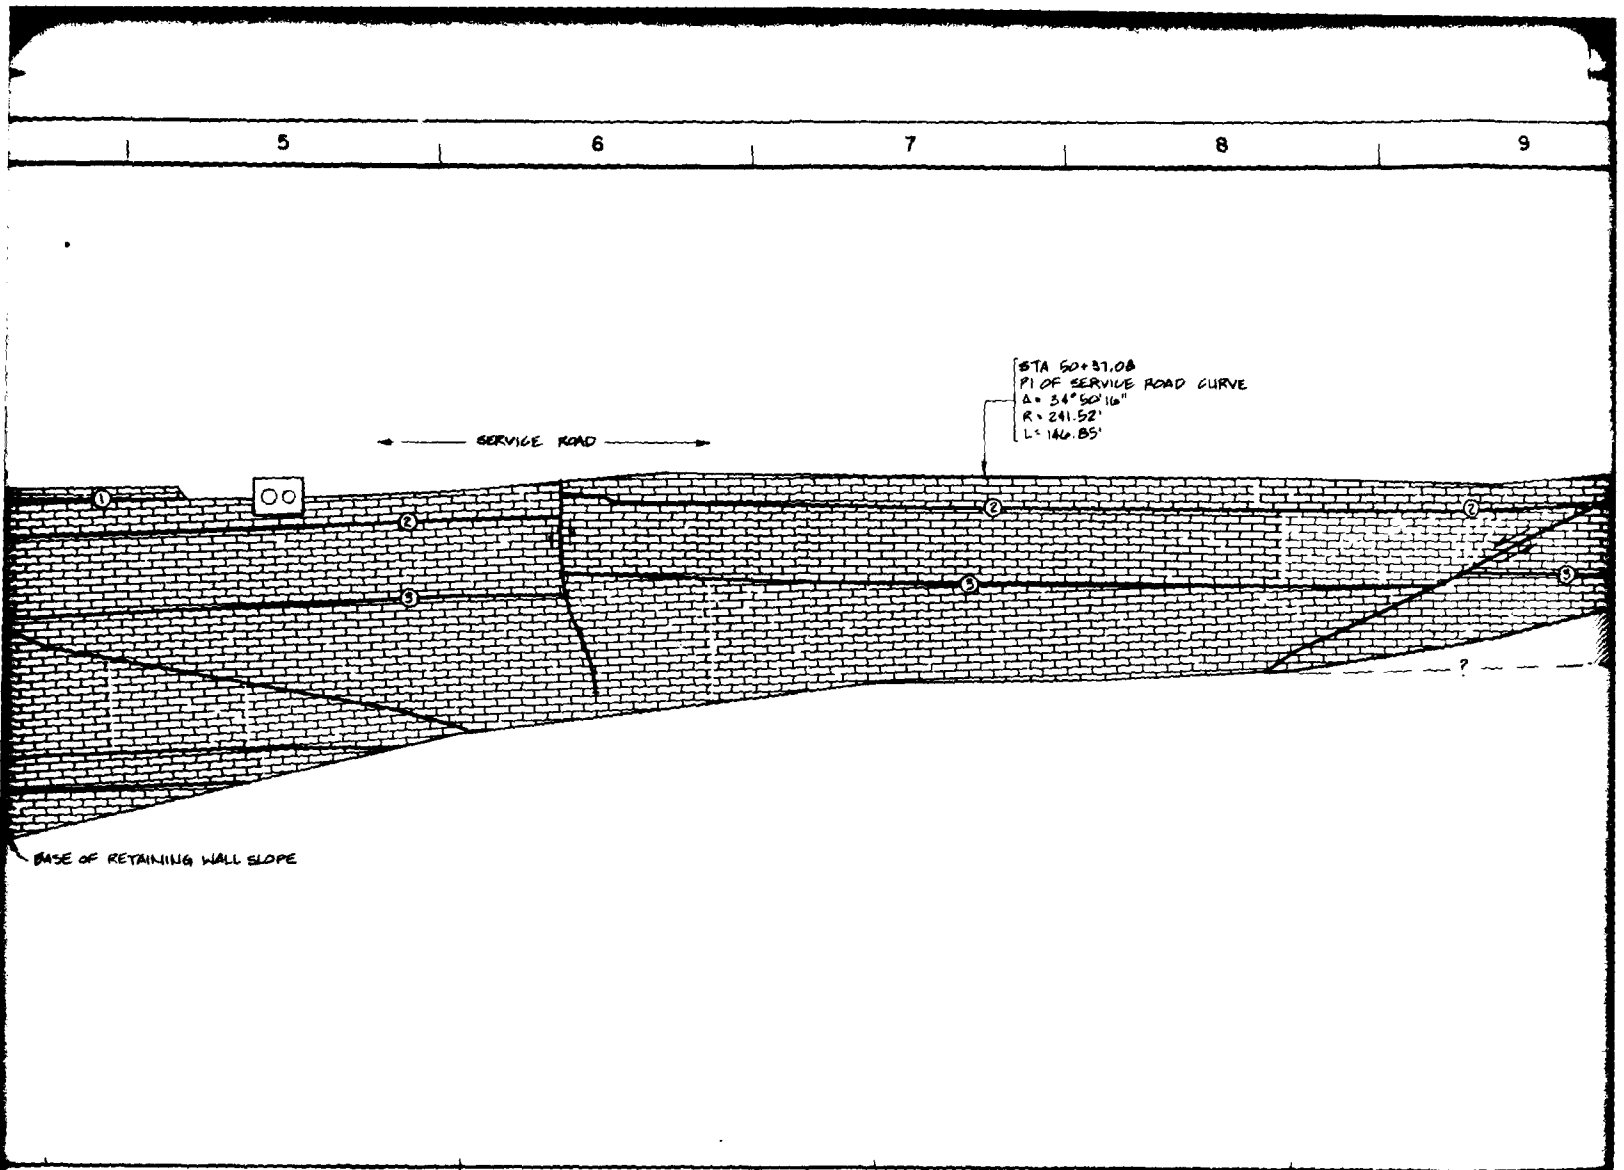 5 6 7 8 9
STA 50+37.08
PI OF SERVICE ROAD CURVE
Δ= 34°50'16"
R= 241.52'
L= 146.85'
SERVICE ROAD
1
2 2 2
3 3 3
?
BASE OF RETAINING WALL SLOPE